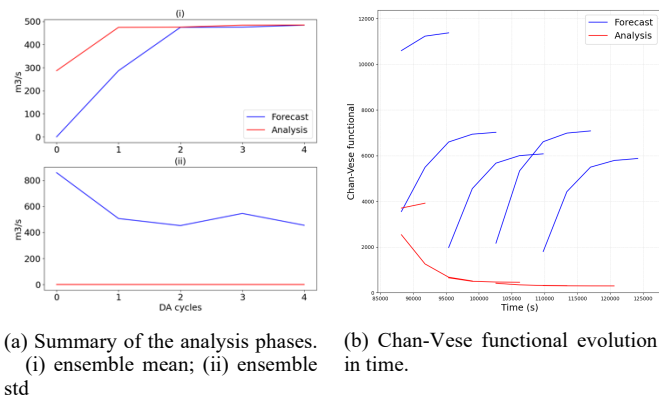 (i)
500
400
300
200
100
0
m3/s
Forecast
Analysis
0 1 2 3 4
(ii)
800
600
400
200
0
m3/s
0 1 2 3 4
DA cycles
(a) Summary of the analysis phases.
(i) ensemble mean; (ii) ensemble
std
12000
10000
8000
6000
4000
2000
0
Chan-Vese functional
Forecast
Analysis
85000 90000 95000 100000 105000 110000 115000 120000 125000
Time (s)
(b) Chan-Vese functional evolution
in time.